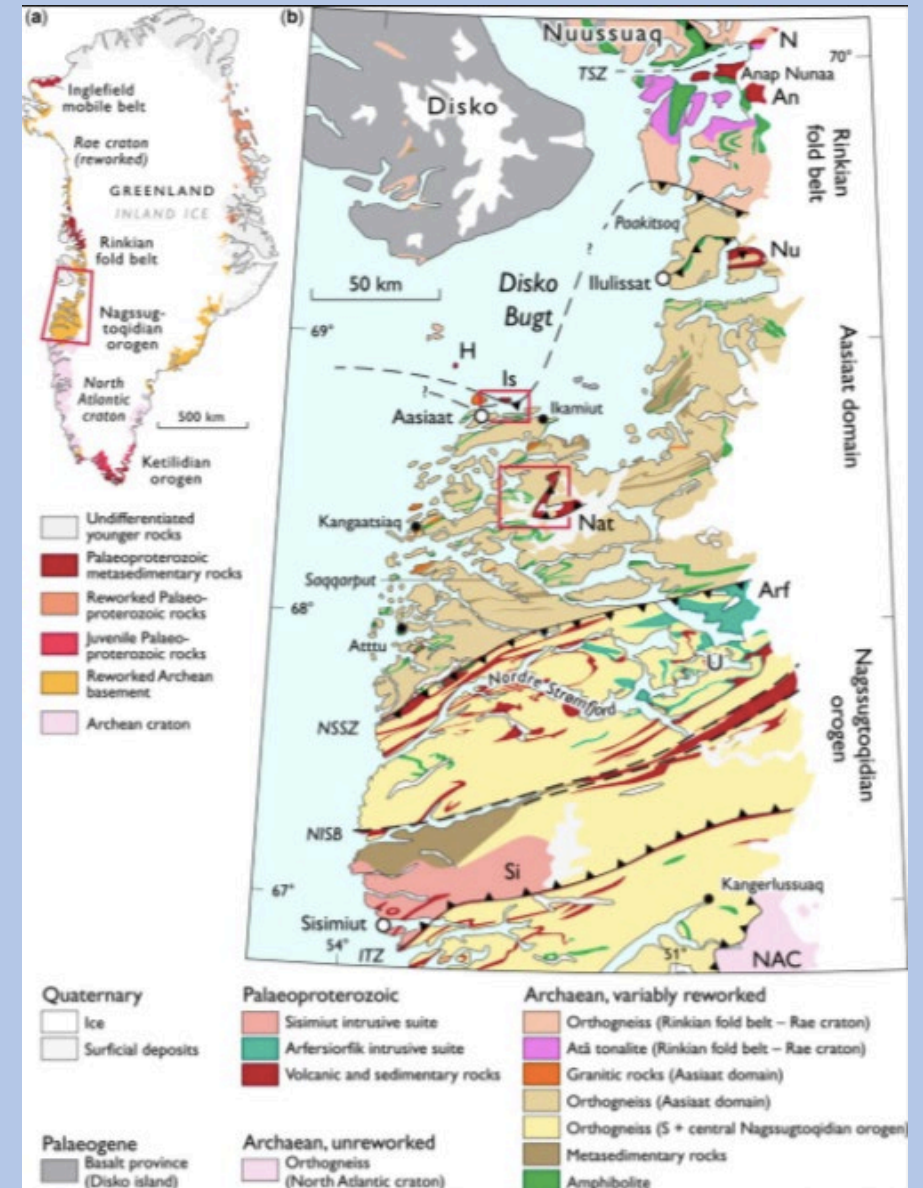 (a)
Inglefield
mobile belt
Rae craton
(reworked)
GREENLAND
INLAND ICE
Rinkian
fold belt
Nagssug-
toqidian
orogen
North
Atlantic
craton
500 km
Ketilidian
orogen
Undifferentiated
younger rocks
Palaeoproterozoic
metasedimentary rocks
Reworked Palaeo-
proterozoic rocks
Juvenile Palaeo-
proterozoic rocks
Reworked Archean
basement
Archean craton
(b)
Nuussuaq
N
70°
TSZ
Anap Nunaa
An
Disko
Rinkian
fold belt
Paakitsoq
?
Nu
50 km
Disko
Bugt
Ilulissat
69°
H
Is
?
Aasiaat
Ikamiut
Aasiaat domain
Kangaatsiaq
Nat
Saqqarput
68°
Arf
Atttu
U
Nordre Strømfjord
NSSZ
Nagssugtoqidian
orogen
NISB
Si
67°
Kangerlussuaq
Sisimiut
54°
ITZ
51°
NAC
Quaternary
Ice
Surficial deposits
Palaeogene
Basalt province
(Disko island)
Palaeoproterozoic
Sisimiut intrusive suite
Arfersiorfik intrusive suite
Volcanic and sedimentary rocks
Archaean, unreworked
Orthogneiss
(North Atlantic craton)
Archaean, variably reworked
Orthogneiss (Rinkian fold belt – Rae craton)
Atâ tonalite (Rinkian fold belt – Rae craton)
Granitic rocks (Aasiaat domain)
Orthogneiss (Aasiaat domain)
Orthogneiss (S + central Nagssugtoqidian orogen)
Metasedimentary rocks
Amphibolite